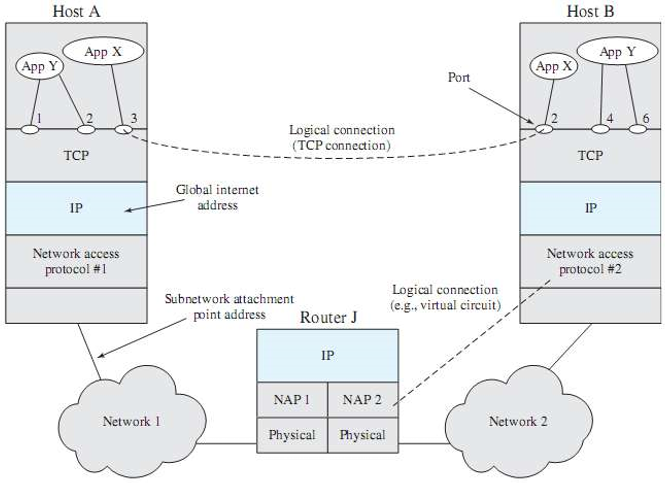 Host A
Host B
App X
App Y
App X
App Y
Port
1
2
3
2
4
6
Logical connection
(TCP connection)
TCP
TCP
Global internet
address
IP
IP
Network access
protocol #1
Network access
protocol #2
Logical connection
(e.g., virtual circuit)
Subnetwork attachment
point address
Router J
IP
NAP 1
NAP 2
Network 1
Network 2
Physical
Physical